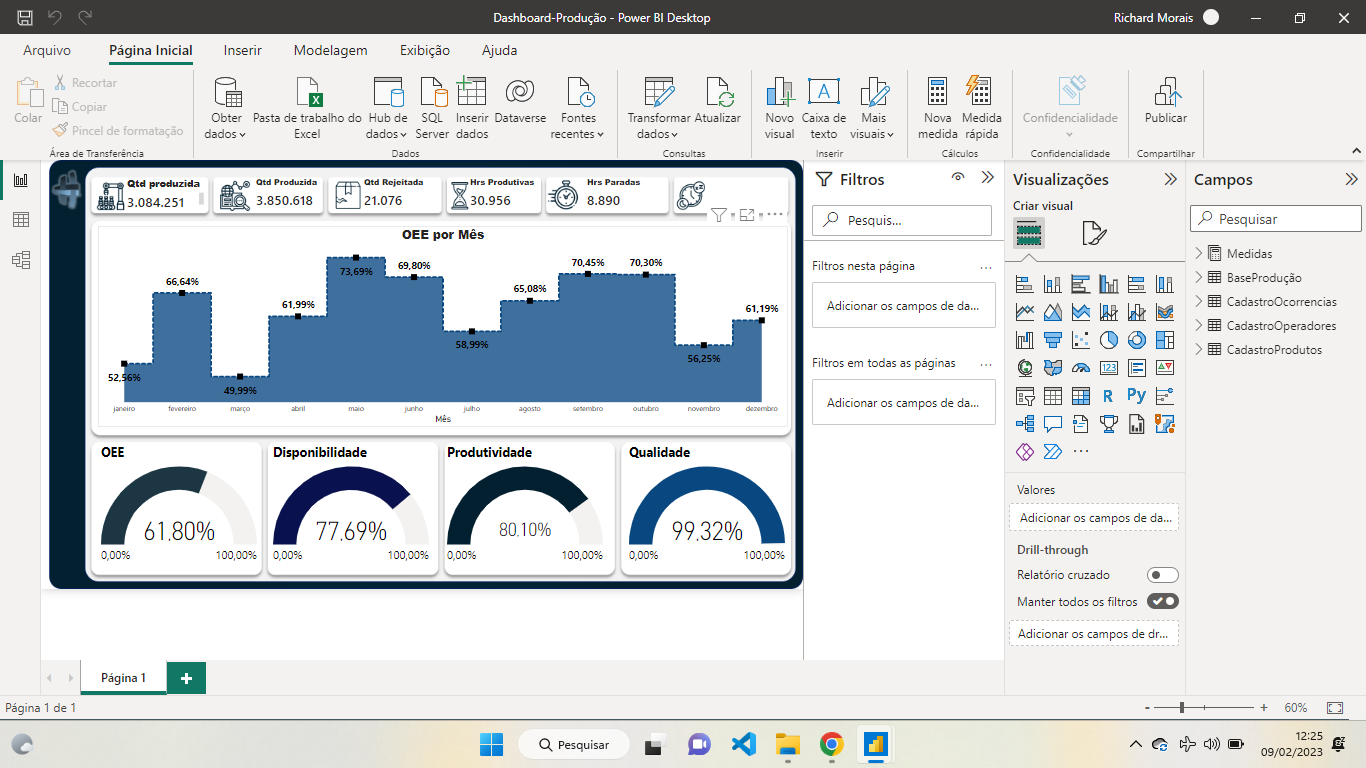 Dashboard-Produção - Power BI Desktop
Richard Morais
Arquivo
Página Inicial
Inserir
Modelagem
Exibição
Ajuda
Colar
Recortar
Copiar
Pincel de formatação
Área de Transferência
Obter dados
Pasta de trabalho do Excel
Hub de dados
SQL Server
Inserir dados
Dataverse
Fontes recentes
Dados
Transformar dados
Atualizar
Consultas
Novo visual
Caixa de texto
Mais visuais
Inserir
Nova medida
Medida rápida
Cálculos
Confidencialidade
Confidencialidade
Publicar
Compartilhar
Qtd produzida
3.084.251
Qtd Produzida
3.850.618
Qtd Rejeitada
21.076
Hrs Produtivas
30.956
Hrs Paradas
8.890
OEE por Mês
52,56%
66,64%
49,99%
61,99%
73,69%
69,80%
58,99%
65,08%
70,45%
70,30%
56,25%
61,19%
janeiro
fevereiro
março
abril
maio
junho
julho
agosto
setembro
outubro
novembro
dezembro
Mês
OEE
61,80%
0,00%
100,00%
Disponibilidade
77,69%
0,00%
100,00%
Produtividade
80,10%
0,00%
100,00%
Qualidade
99,32%
0,00%
100,00%
Filtros
Pesquis...
Filtros nesta página
...
Adicionar os campos de da...
Filtros em todas as páginas
...
Adicionar os campos de da...
Visualizações
Criar visual
123
R
Py
...
Valores
Adicionar os campos de da...
Drill-through
Relatório cruzado
Manter todos os filtros
Adicionar os campos de dr...
Campos
Pesquisar
Medidas
BaseProdução
CadastroOcorrencias
CadastroOperadores
CadastroProdutos
Página 1
Página 1 de 1
- + 60%
Pesquisar
12:25
09/02/2023